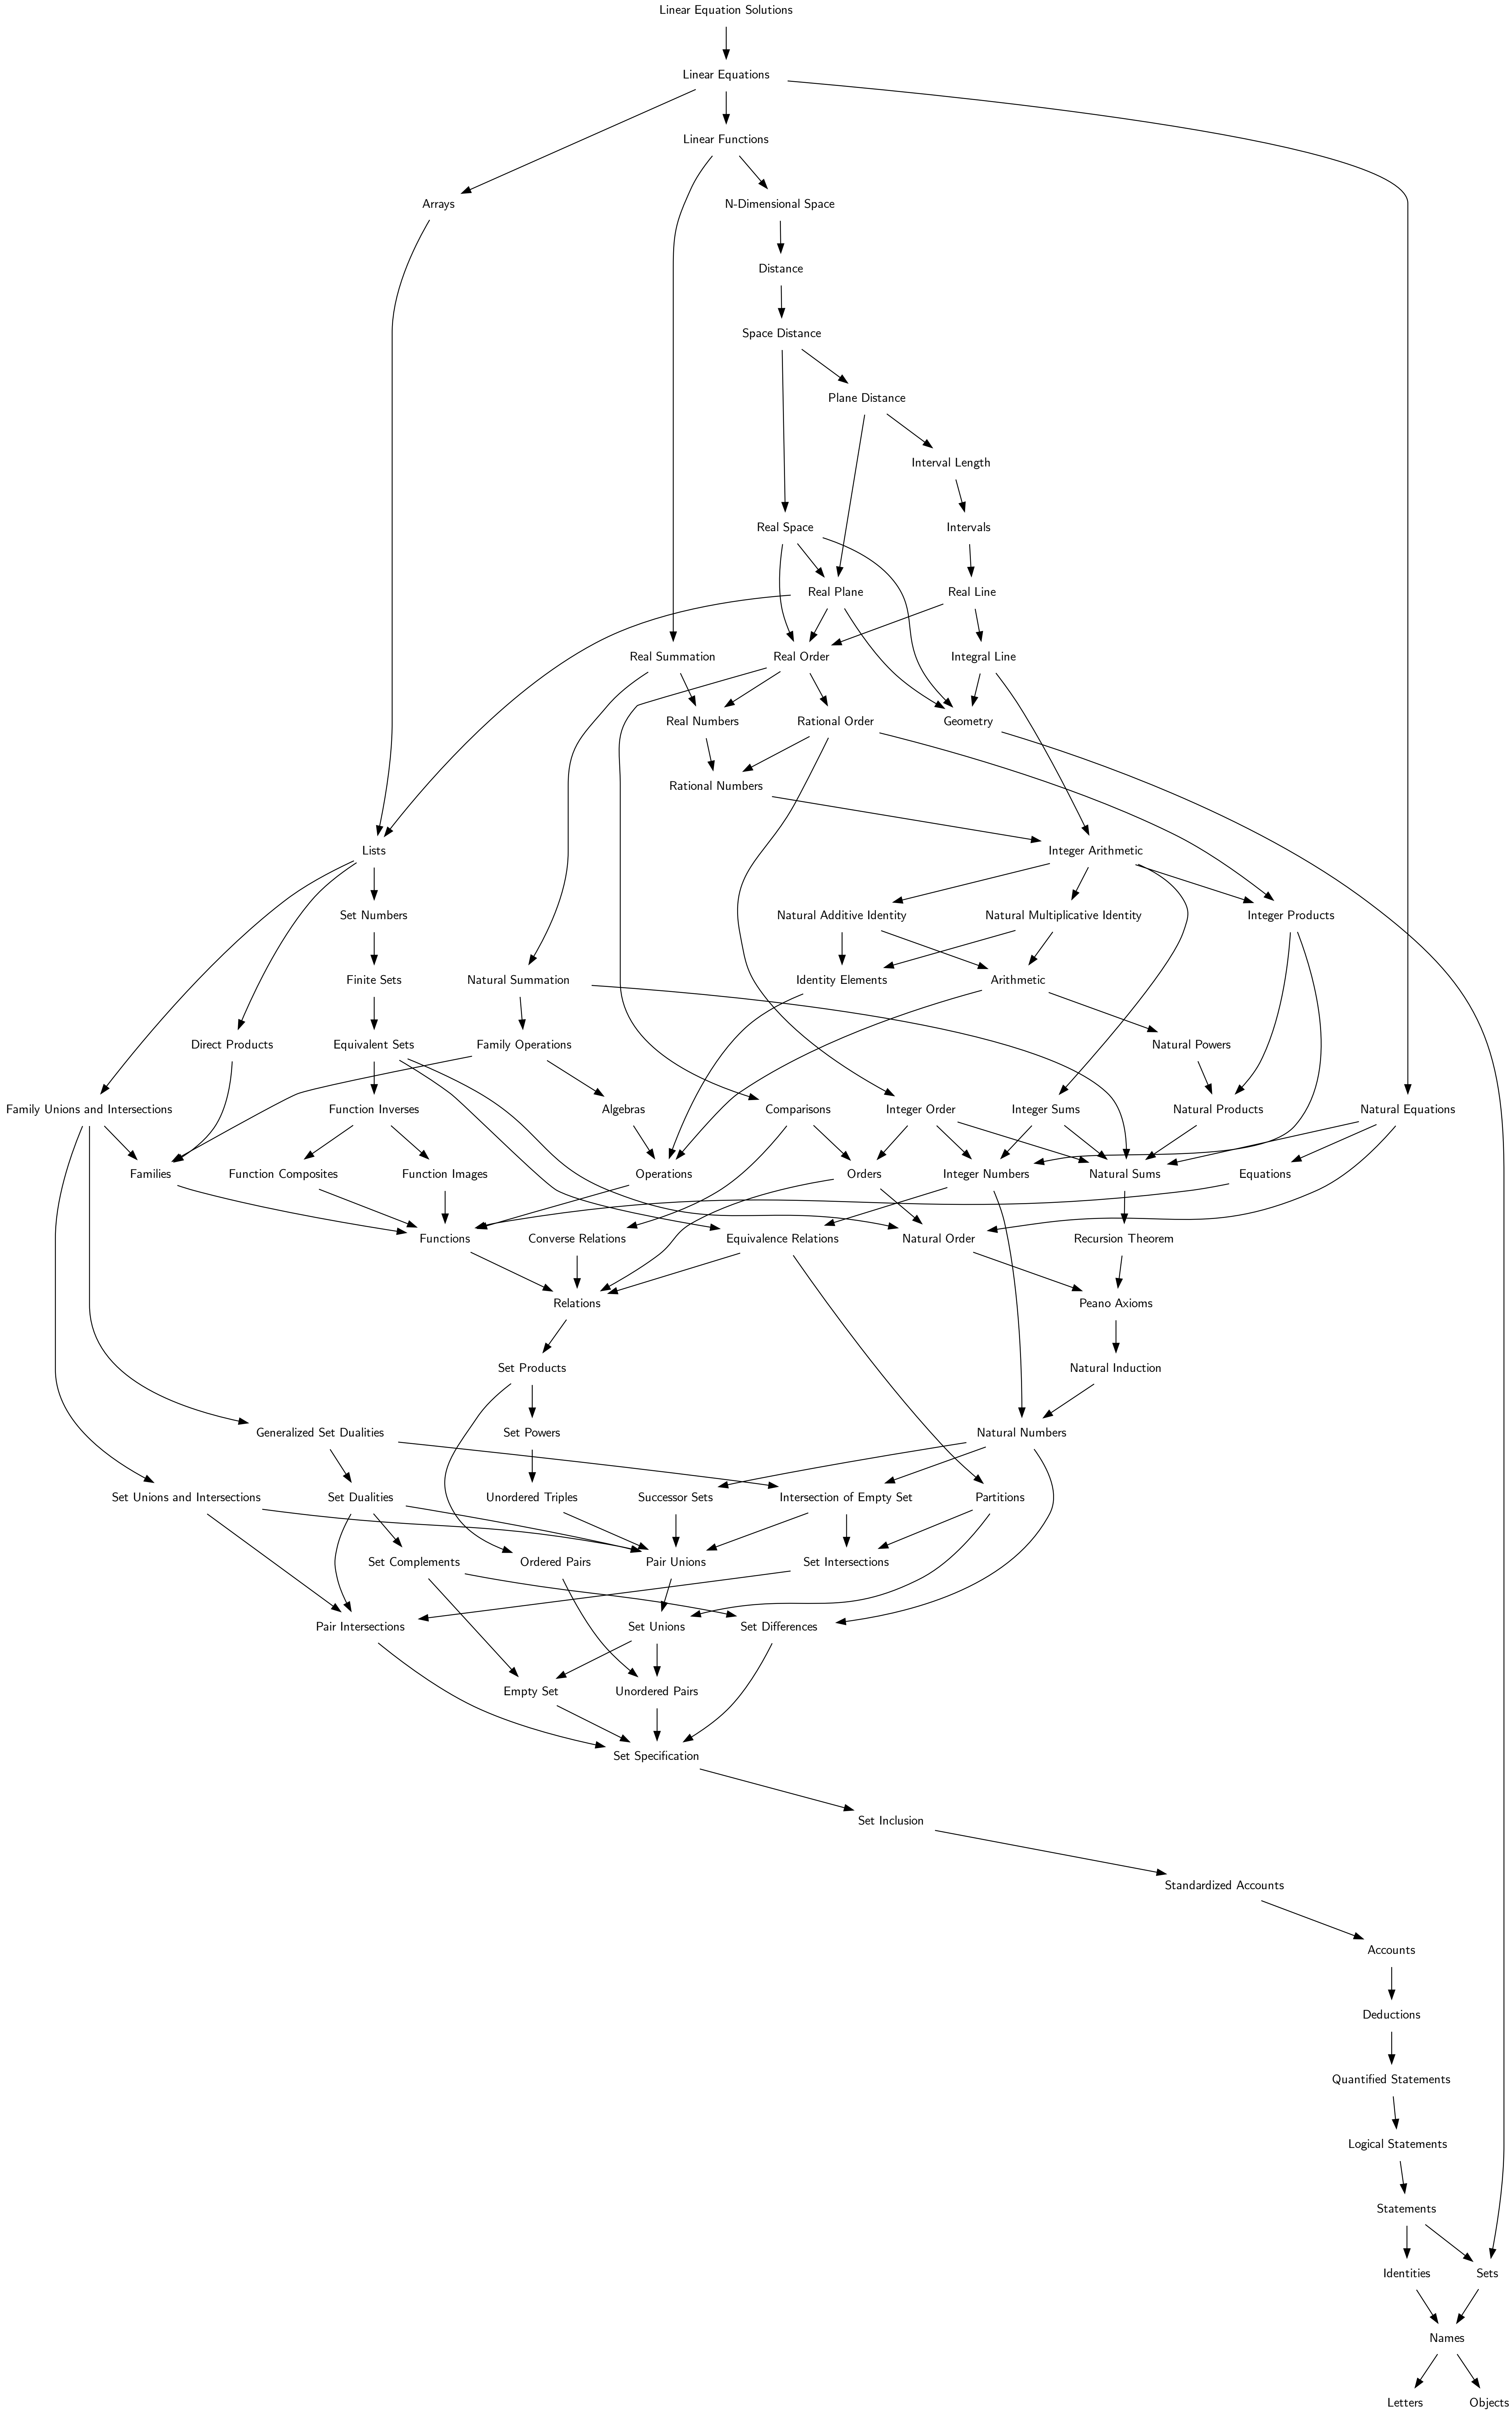 Linear Equation Solutions
Linear Equations
Linear Functions
Arrays
N-Dimensional Space
Distance
Space Distance
Plane Distance
Interval Length
Real Space
Intervals
Real Plane
Real Line
Real Summation
Real Order
Integral Line
Real Numbers
Rational Order
Geometry
Rational Numbers
Lists
Integer Arithmetic
Set Numbers
Natural Additive Identity
Natural Multiplicative Identity
Integer Products
Finite Sets
Natural Summation
Identity Elements
Arithmetic
Direct Products
Equivalent Sets
Family Operations
Natural Powers
Family Unions and Intersections
Function Inverses
Algebras
Comparisons
Integer Order
Integer Sums
Natural Products
Natural Equations
Families
Function Composites
Function Images
Operations
Orders
Integer Numbers
Natural Sums
Equations
Functions
Converse Relations
Equivalence Relations
Natural Order
Recursion Theorem
Relations
Peano Axioms
Set Products
Natural Induction
Generalized Set Dualities
Set Powers
Natural Numbers
Set Unions and Intersections
Set Dualities
Unordered Triples
Successor Sets
Intersection of Empty Set
Partitions
Set Complements
Ordered Pairs
Pair Unions
Set Intersections
Pair Intersections
Set Unions
Set Differences
Empty Set
Unordered Pairs
Set Specification
Set Inclusion
Standardized Accounts
Accounts
Deductions
Quantified Statements
Logical Statements
Statements
Identities
Sets
Names
Letters
Objects